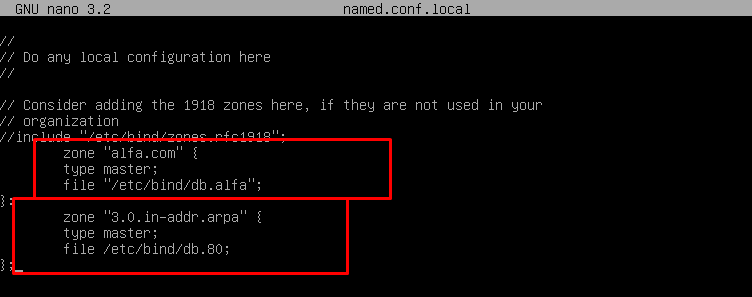 GNU nano 3.2 named.conf.local
//
// Do any local configuration here
//
// Consider adding the 1918 zones here, if they are not used in your
// organization
//include "/etc/bind/zones.rfc1918";
zone "alfa.com" {
type master;
file "/etc/bind/db.alfa";
};
zone "3.0.in-addr.arpa" {
type master;
file /etc/bind/db.80;
};